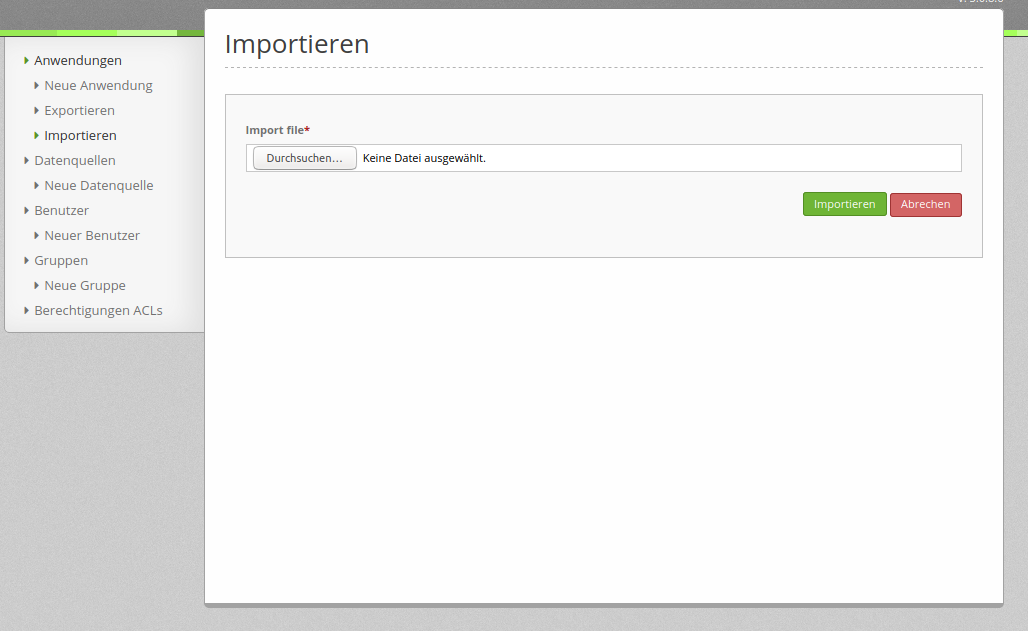 Importieren
Anwendungen
Neue Anwendung
Exportieren
Importieren
Datenquellen
Neue Datenquelle
Benutzer
Neuer Benutzer
Gruppen
Neue Gruppe
Berechtigungen ACLs
Import file*
Durchsuchen... Keine Datei ausgewählt.
Importieren Abrechen